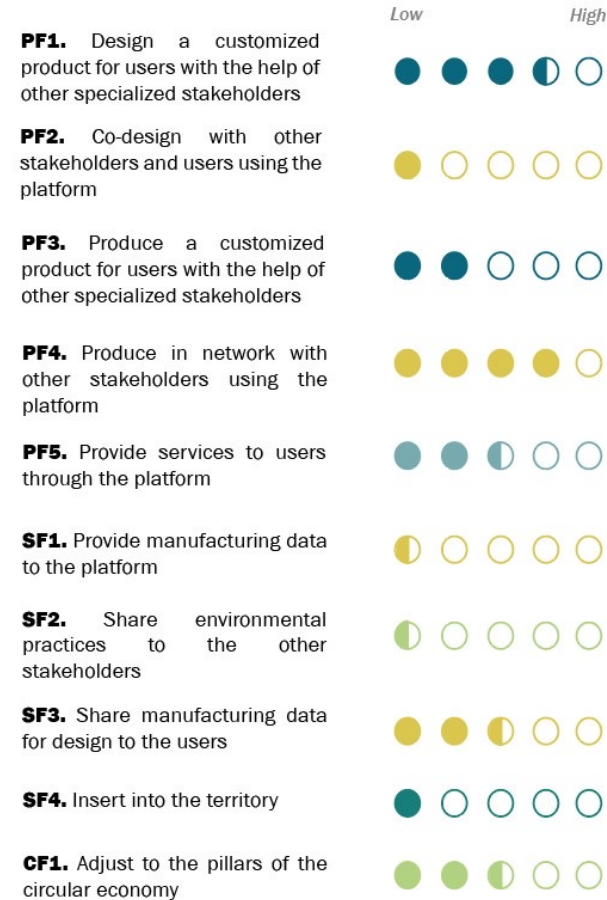 Low High
PF1. Design a customized
product for users with the help of
other specialized stakeholders
PF2. Co-design with other
stakeholders and users using the
platform
PF3. Produce a customized
product for users with the help of
other specialized stakeholders
PF4. Produce in network with
other stakeholders using the
platform
PF5. Provide services to users
through the platform
SF1. Provide manufacturing data
to the platform
SF2. Share environmental
practices to the other
stakeholders
SF3. Share manufacturing data
for design to the users
SF4. Insert into the territory
CF1. Adjust to the pillars of the
circular economy